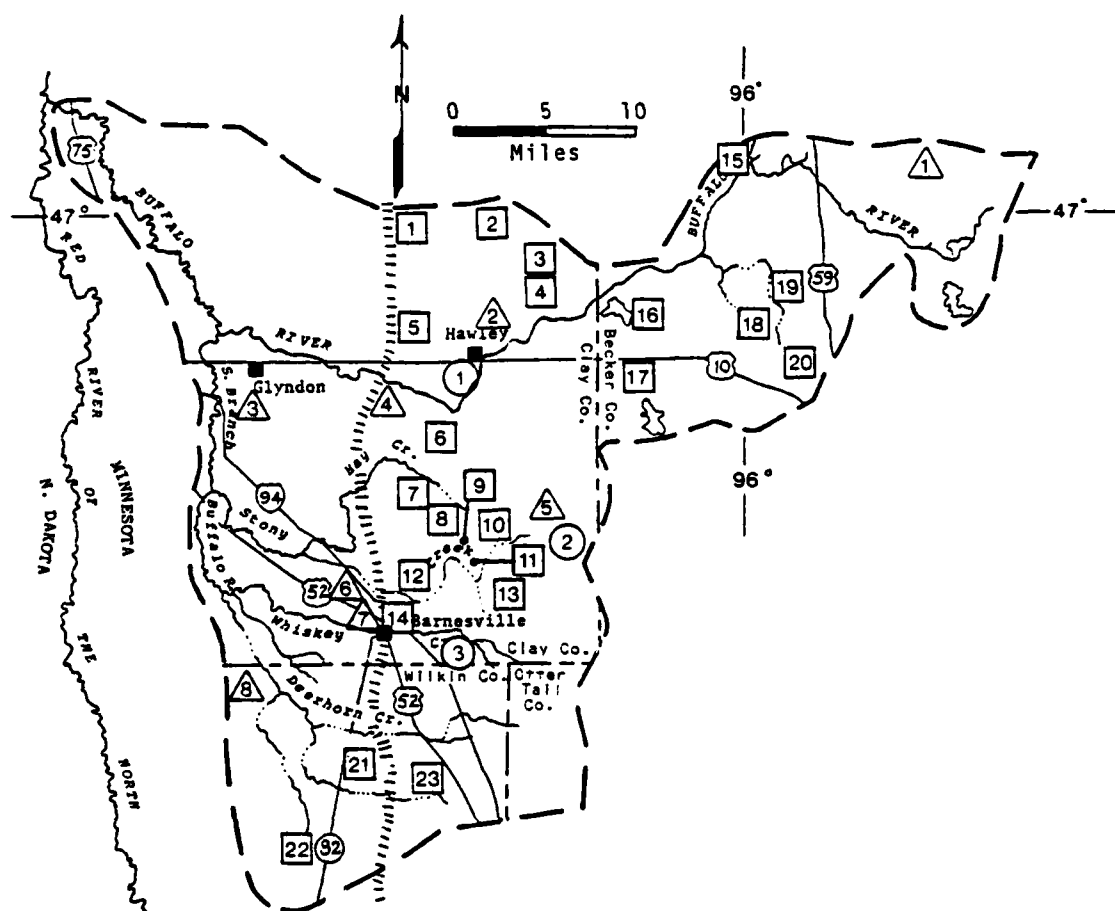 N
0 5 10
Miles
96°
75
BUFFALO
47°
RED
1
2
15
BUFFALO
1
RIVER
47°
3
4
19
59
5
2
16
18
RIVER
Hawley
Becker Co.
Clay Co.
20
RIVER
1
17
10
Glyndon
S. Branch
3
4
6
Hay Cr.
96°
OF
MINNESOTA
N. DAKOTA
94
7
9
8
10
5
2
Stony
Creek
11
Buffalo R.
12
13
52
6
7
14
Barnesville
Whiskey
Cr.
3
Clay Co.
THE
Wilkin Co.
Otter
Tail
Co.
8
Deerhorn Cr.
52
21
23
NORTH
22
32